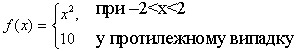 f(x) = { x², при –2<x<2
10 у протилежному випадку